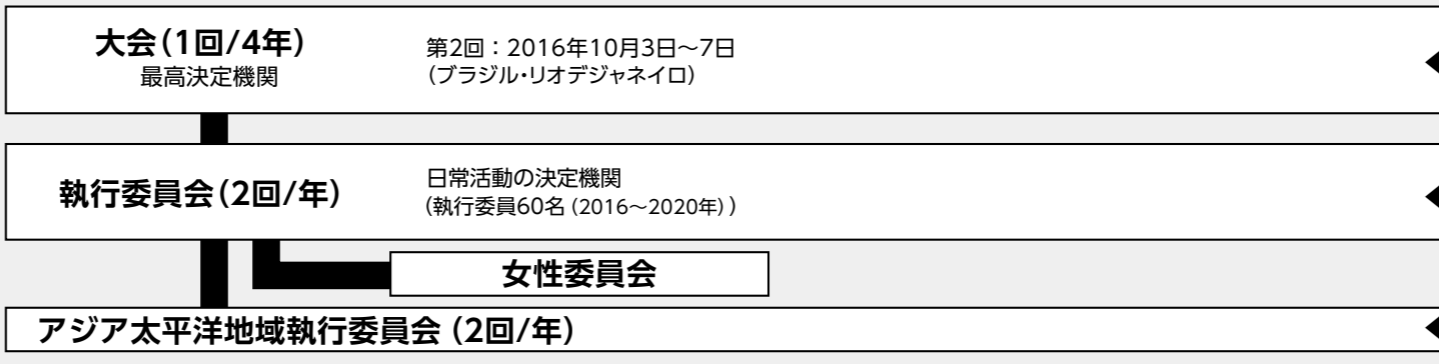 大会（1回/4年）
最高決定機関
第2回：2016年10月3日～7日
（ブラジル・リオデジャネイロ）
執行委員会（2回/年）
日常活動の決定機関
（執行委員60名（2016～2020年））
女性委員会
アジア太平洋地域執行委員会（2回/年）